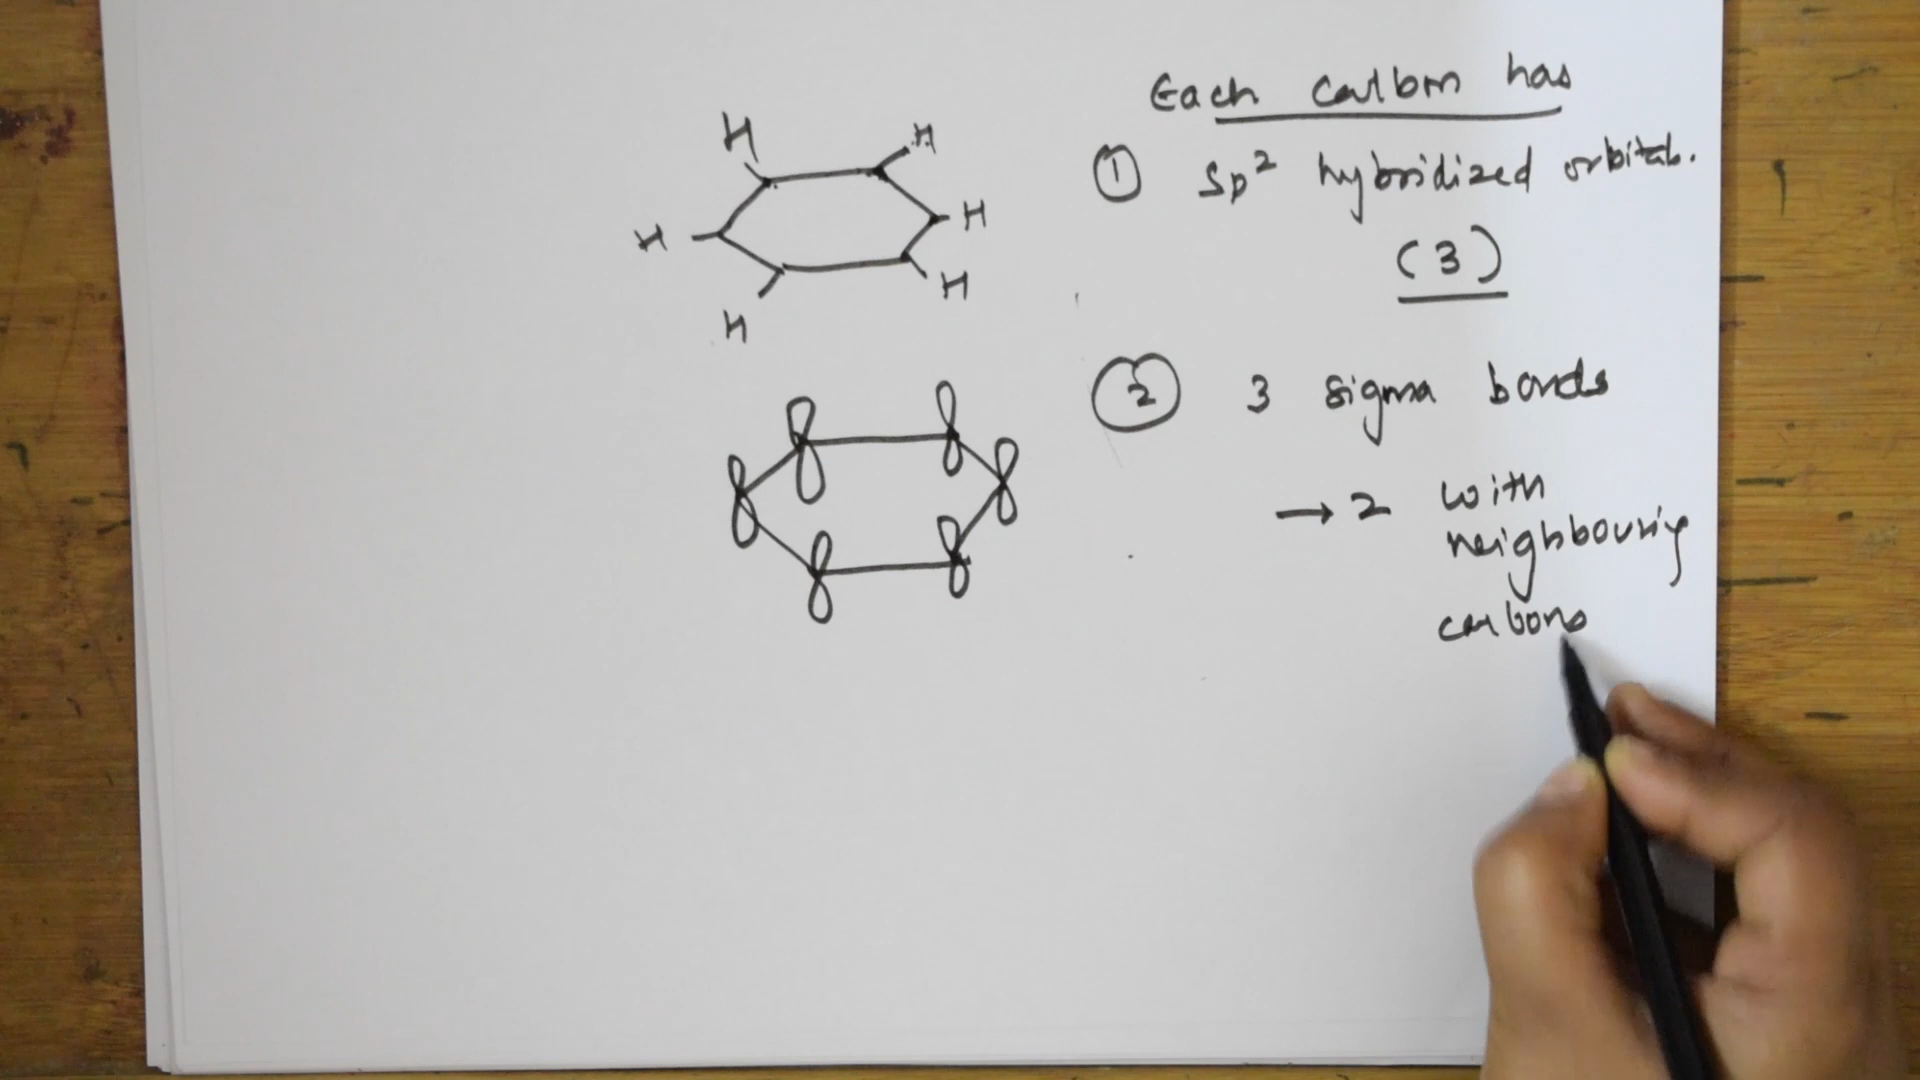 H
H
H
H
H
H
Each carbon has
① sp² hybridized orbitals.
(3)
② 3 sigma bonds
→ 2 with
neighbouring
carbons